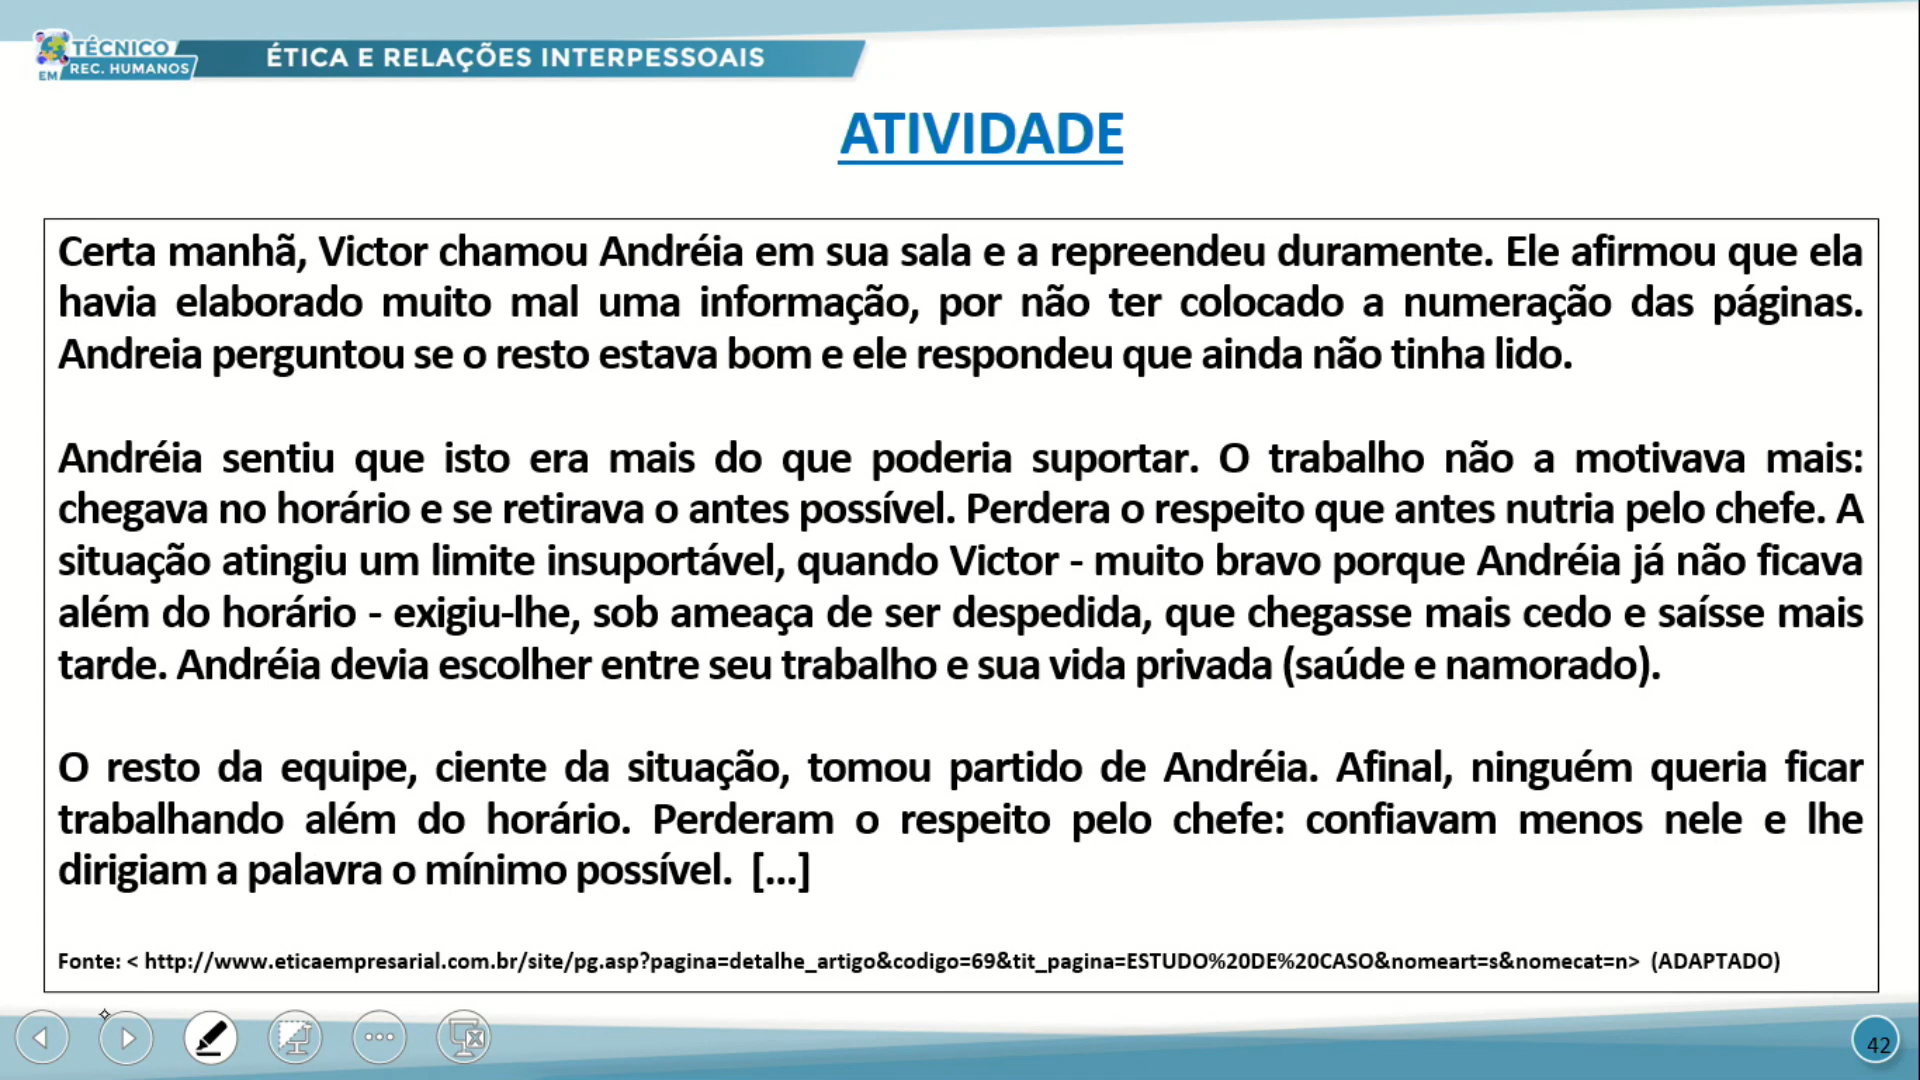 TÉCNICO
EM REC. HUMANOS
ÉTICA E RELAÇÕES INTERPESSOAIS
ATIVIDADE
Certa manhã, Victor chamou Andréia em sua sala e a repreendeu duramente. Ele afirmou que ela
havia elaborado muito mal uma informação, por não ter colocado a numeração das páginas.
Andreia perguntou se o resto estava bom e ele respondeu que ainda não tinha lido.
Andréia sentiu que isto era mais do que poderia suportar. O trabalho não a motivava mais:
chegava no horário e se retirava o antes possível. Perdera o respeito que antes nutria pelo chefe. A
situação atingiu um limite insuportável, quando Victor - muito bravo porque Andréia já não ficava
além do horário - exigiu-lhe, sob ameaça de ser despedida, que chegasse mais cedo e saísse mais
tarde. Andréia devia escolher entre seu trabalho e sua vida privada (saúde e namorado).
O resto da equipe, ciente da situação, tomou partido de Andréia. Afinal, ninguém queria ficar
trabalhando além do horário. Perderam o respeito pelo chefe: confiavam menos nele e lhe
dirigiam a palavra o mínimo possível. [...]
Fonte: < http://www.eticaempresarial.com.br/site/pg.asp?pagina=detalhe_artigo&codigo=69&tit_pagina=ESTUDO%20DE%20CASO&nomeart=s&nomecat=n> (ADAPTADO)
42